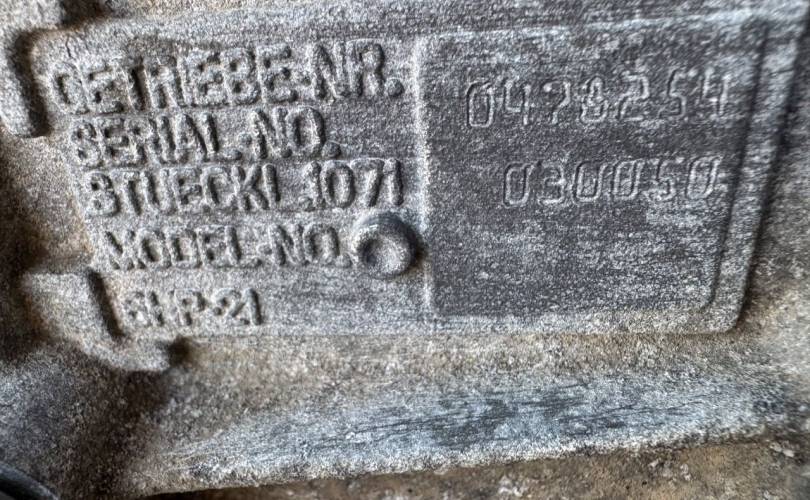 GETRIEBE-NR. 0478254
SERIAL-NO.
STUECKL.1071 030050
MODEL-NO.
6HP-21